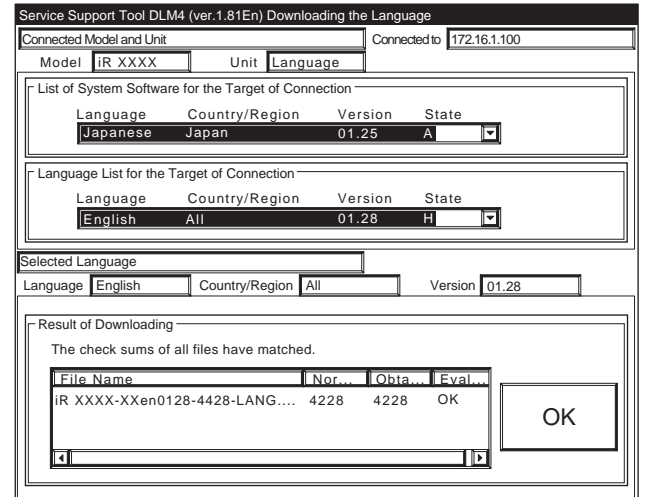 Service Support Tool DLM4 (ver.1.81En) Downloading the Language
Connected Model and Unit Connected to 172.16.1.100
Model iR XXXX Unit Language
List of System Software for the Target of Connection
Language Country/Region Version State
Japanese Japan 01.25 A
Language List for the Target of Connection
Language Country/Region Version State
English All 01.28 H
Selected Language
Language English Country/Region All Version 01.28
Result of Downloading
The check sums of all files have matched.
File Name Nor... Obta... Eval...
iR XXXX-XXen0128-4428-LANG.... 4228 4228 OK
OK